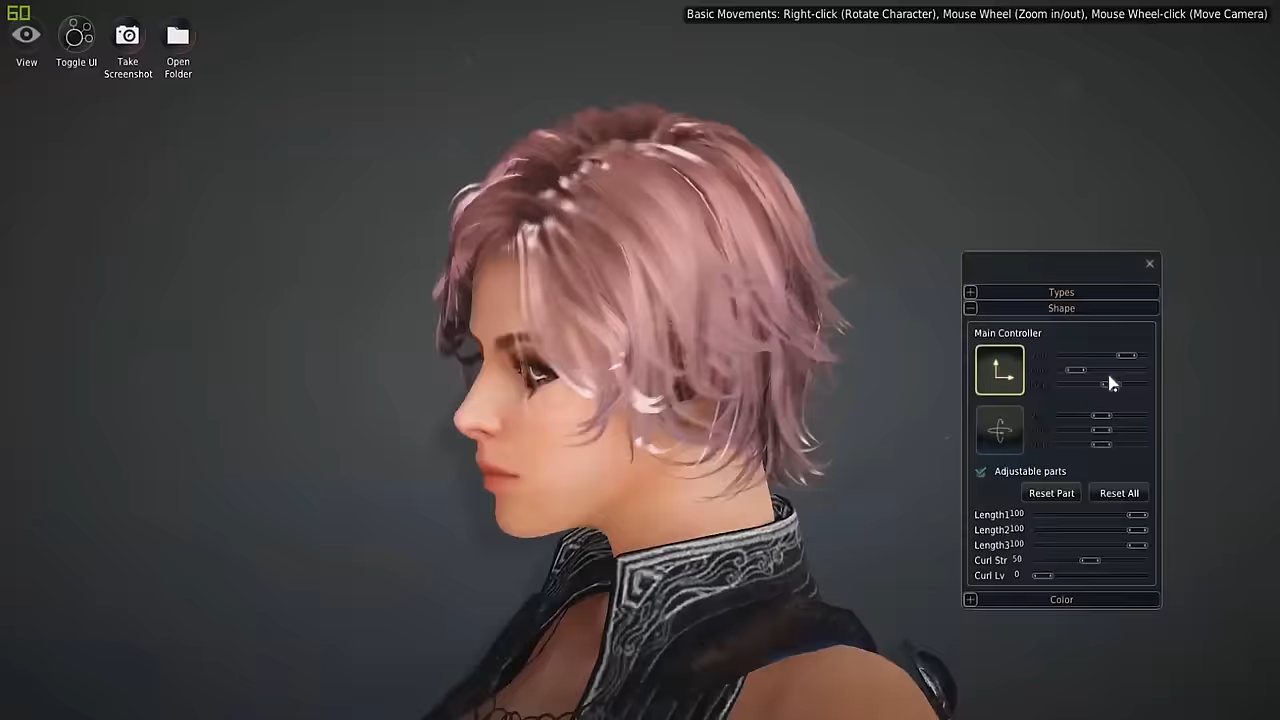 60
Basic Movements: Right-click (Rotate Character), Mouse Wheel (Zoom in/out), Mouse Wheel-click (Move Camera)
View
Toggle UI
Take
Screenshot
Open
Folder
Types
Shape
Main Controller
Adjustable parts
Reset Part
Reset All
Length1 100
Length2 100
Length3 100
Curl Str 50
Curl Lv 0
Color